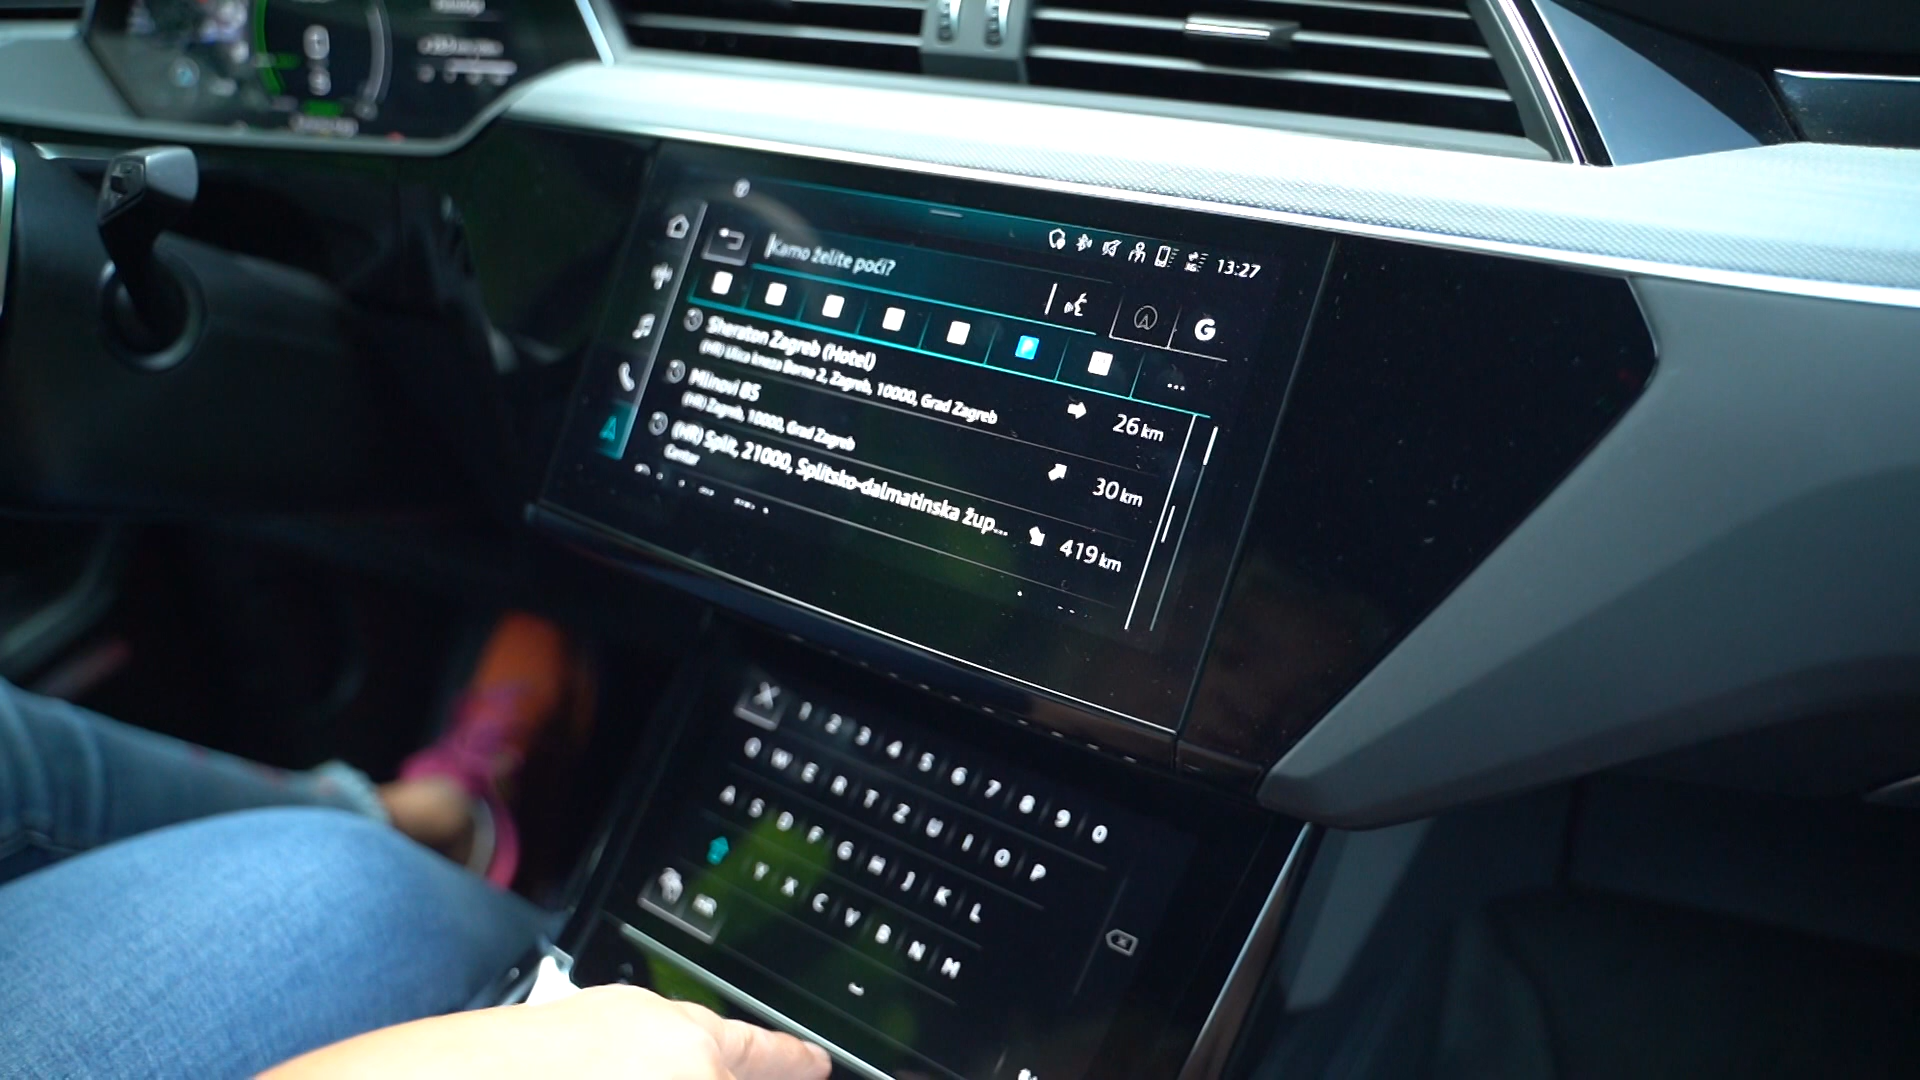 13:27
Kamo želite poći?
G
P
...
Sheraton Zagreb (Hotel)
(HR) Ulica kneza Borne 2, Zagreb, 10000, Grad Zagreb
26 km
Mlinovi 85
(HR) Zagreb, 10000, Grad Zagreb
30 km
(HR) Split, 21000, Splitsko-dalmatinska žup...
Centar
419 km
X 1 2 3 4 5 6 7 8 9 0
Q W E R T Z U I O P
A S D F G H J K L
Y X C V B N M
HR